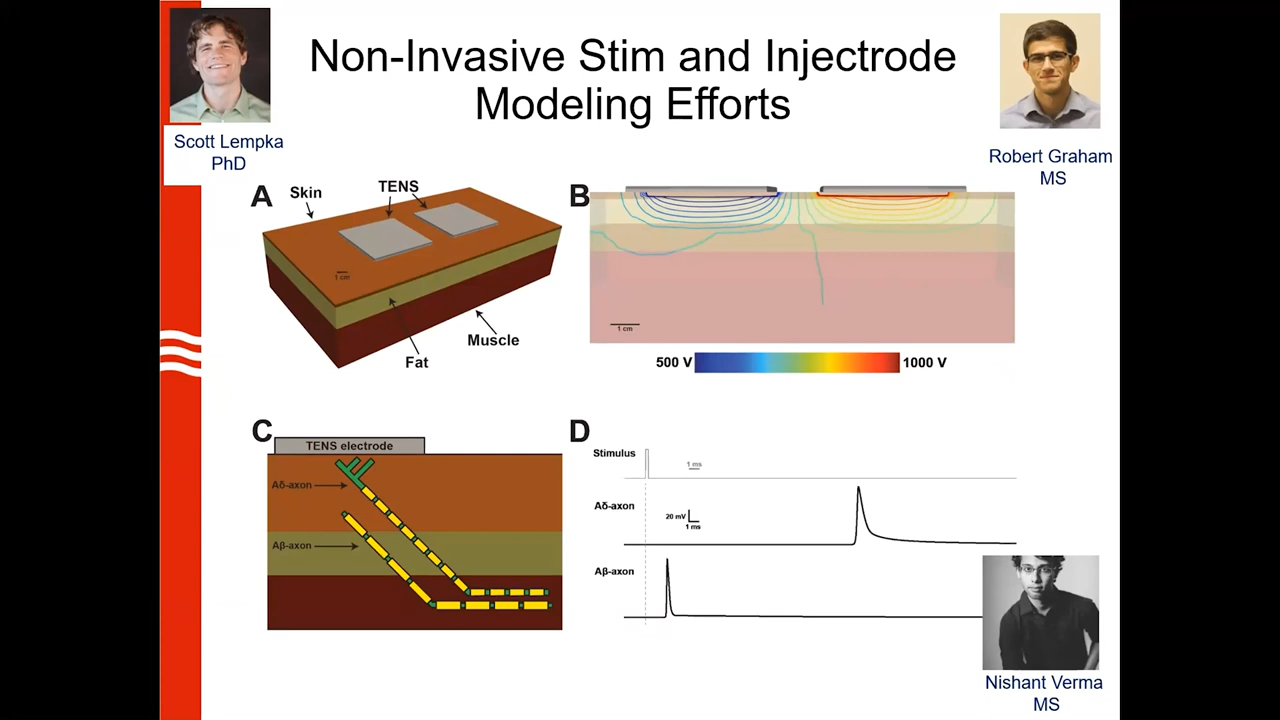 Non-Invasive Stim and Injectrode
Modeling Efforts
Scott Lempka
PhD
Robert Graham
MS
A
Skin
TENS
1 cm
Fat
Muscle
B
1 cm
500 V
1000 V
C
TENS electrode
Aδ-axon
Aβ-axon
D
Stimulus
1 ms
Aδ-axon
20 mV
1 ms
Aβ-axon
Nishant Verma
MS